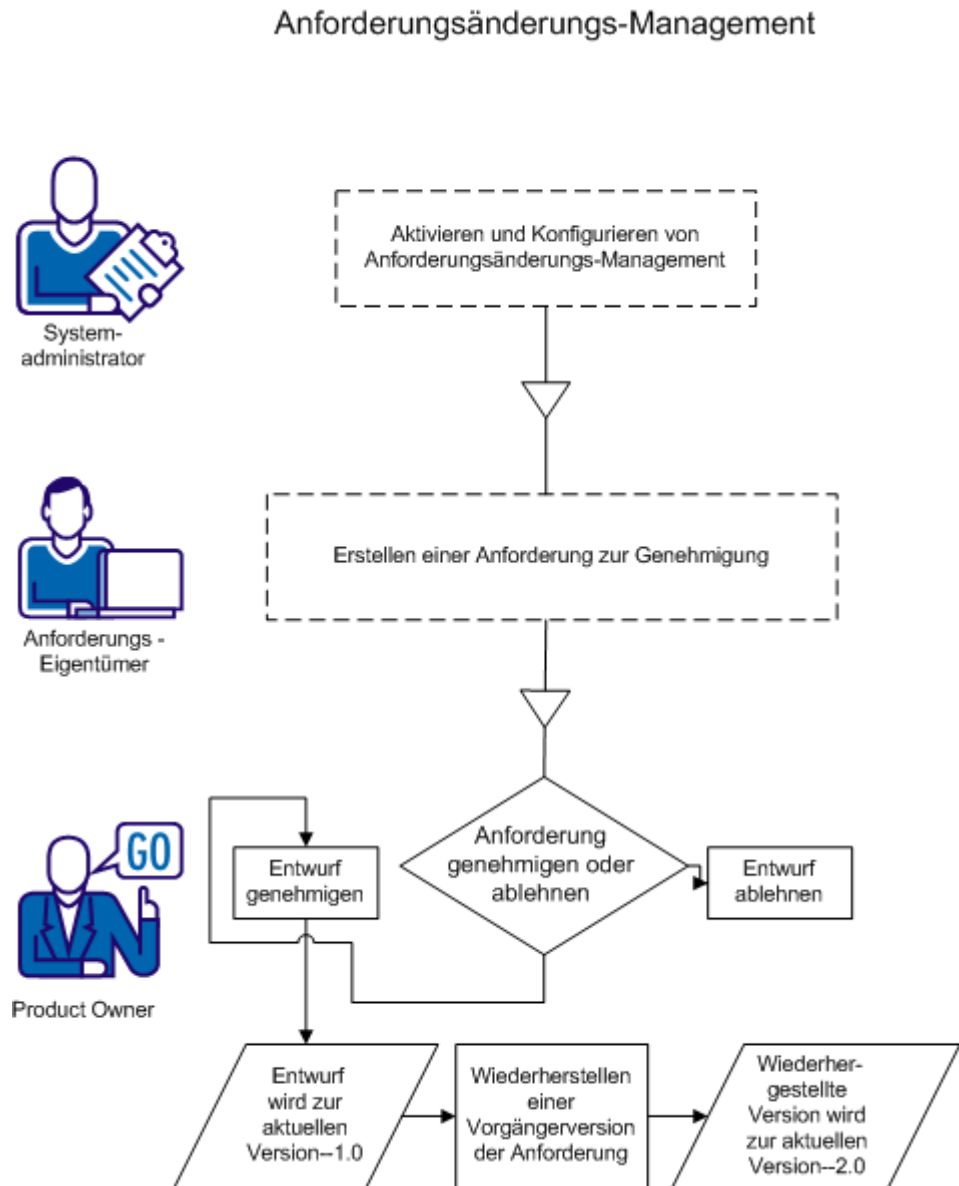 Anforderungsänderungs-Management
Aktivieren und Konfigurieren von
Anforderungsänderungs-Management
System-
administrator
Erstellen einer Anforderung zur Genehmigung
Anforderungs -
Eigentümer
GO
Product Owner
Entwurf
genehmigen
Anforderung
genehmigen oder
ablehnen
Entwurf
ablehnen
Entwurf
wird zur
aktuellen
Version--1.0
Wiederherstellen
einer
Vorgängerversion
der Anforderung
Wiederher-
gestellte
Version wird
zur aktuellen
Version--2.0